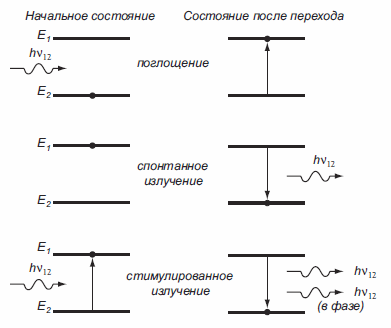 Начальное состояние Состояние после перехода
E1
hν12
поглощение
E2
E1
спонтанное
излучение
hν12
E2
E1
hν12
стимулированное
излучение
hν12
hν12
(в фазе)
E2